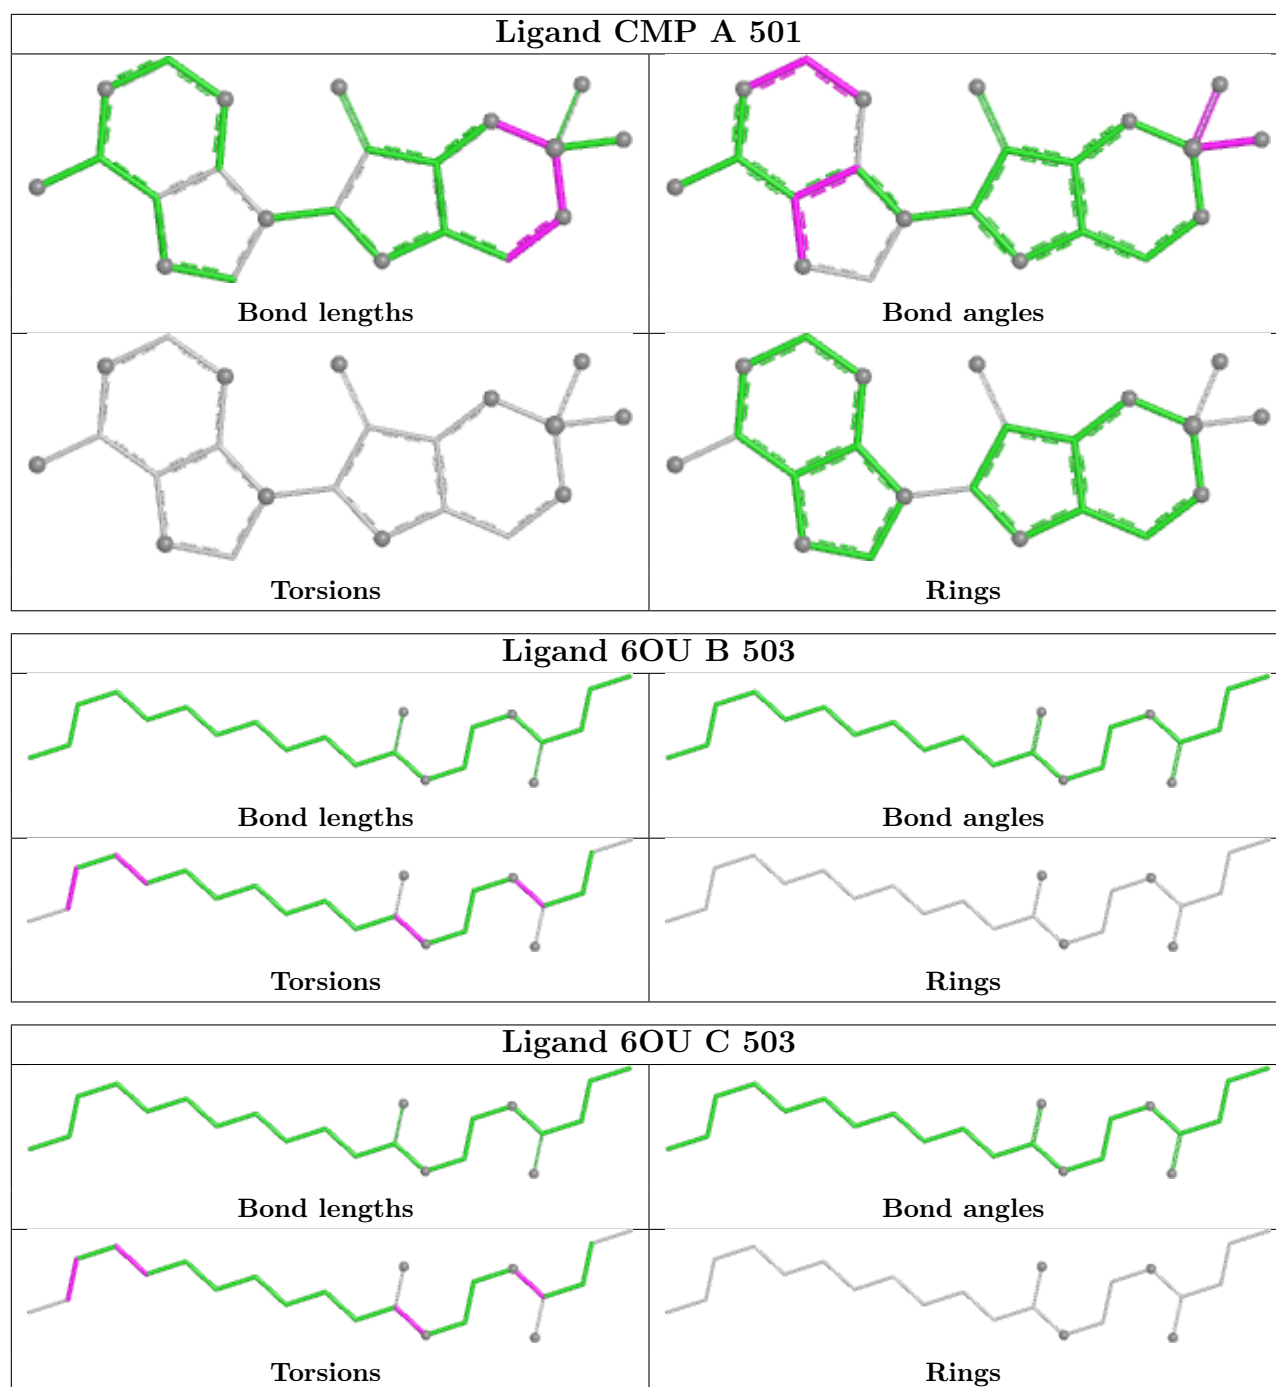 Ligand CMP A 501
Bond lengths
Bond angles
Torsions
Rings
Ligand 6OU B 503
Bond lengths
Bond angles
Torsions
Rings
Ligand 6OU C 503
Bond lengths
Bond angles
Torsions
Rings